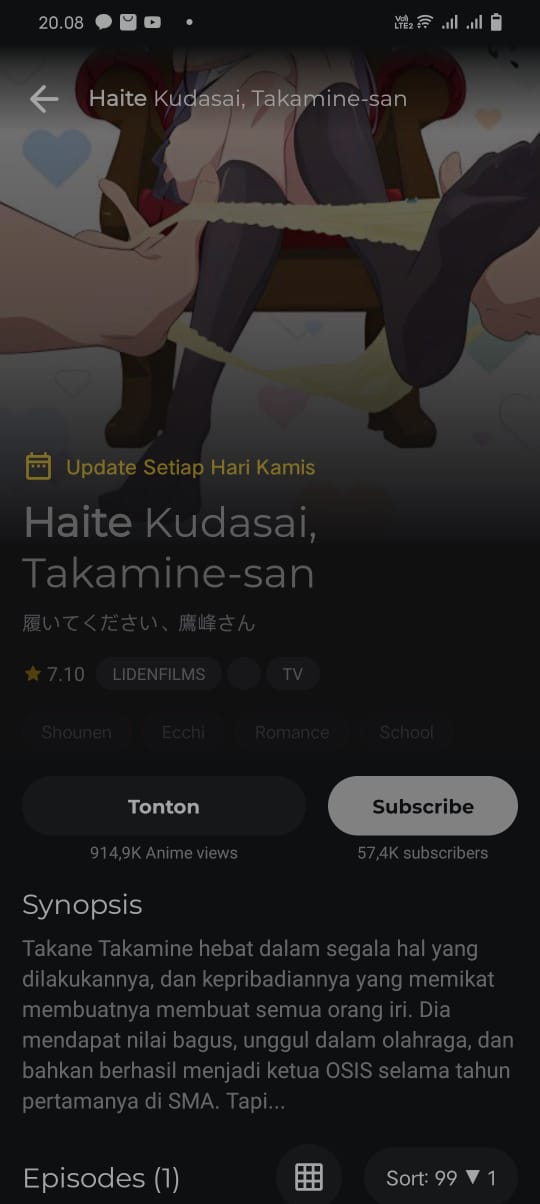 20.08
Vo)) LTE2
Haite Kudasai, Takamine-san
Update Setiap Hari Kamis
Haite Kudasai,
Takamine-san
履いてください、鷹峰さん
7.10 LIDENFILMS TV
Shounen Ecchi Romance School
Tonton Subscribe
914,9K Anime views 57,4K subscribers
Synopsis
Takane Takamine hebat dalam segala hal yang
dilakukannya, dan kepribadiannya yang memikat
membuatnya membuat semua orang iri. Dia
mendapat nilai bagus, unggul dalam olahraga, dan
bahkan berhasil menjadi ketua OSIS selama tahun
pertamanya di SMA. Tapi...
Episodes (1) Sort: 99 ▼ 1